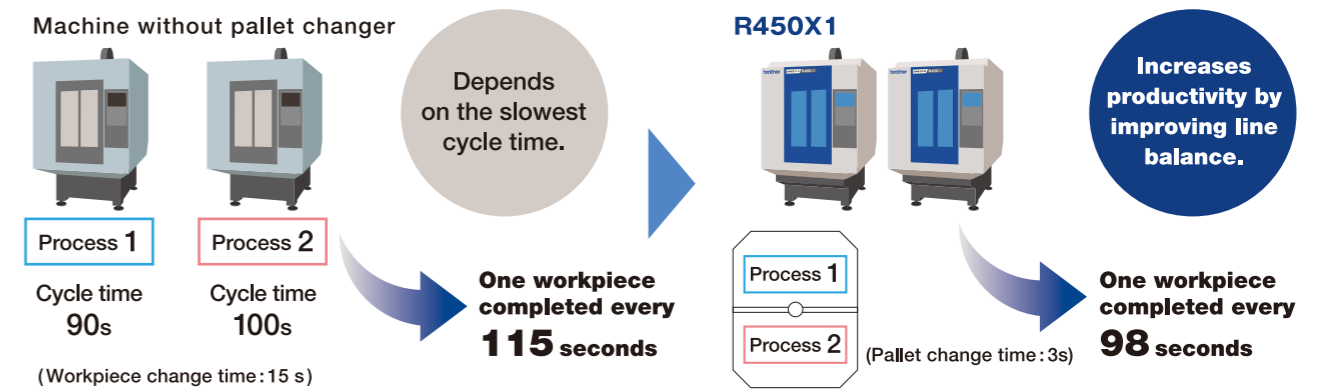 Machine without pallet changer
Depends
on the slowest
cycle time.
Process 1
Process 2
Cycle time
90s
Cycle time
100s
(Workpiece change time:15 s)
One workpiece
completed every
115 seconds
R450X1
brother
brother
Increases
productivity by
improving line
balance.
Process 1
Process 2
(Pallet change time:3s)
One workpiece
completed every
98 seconds